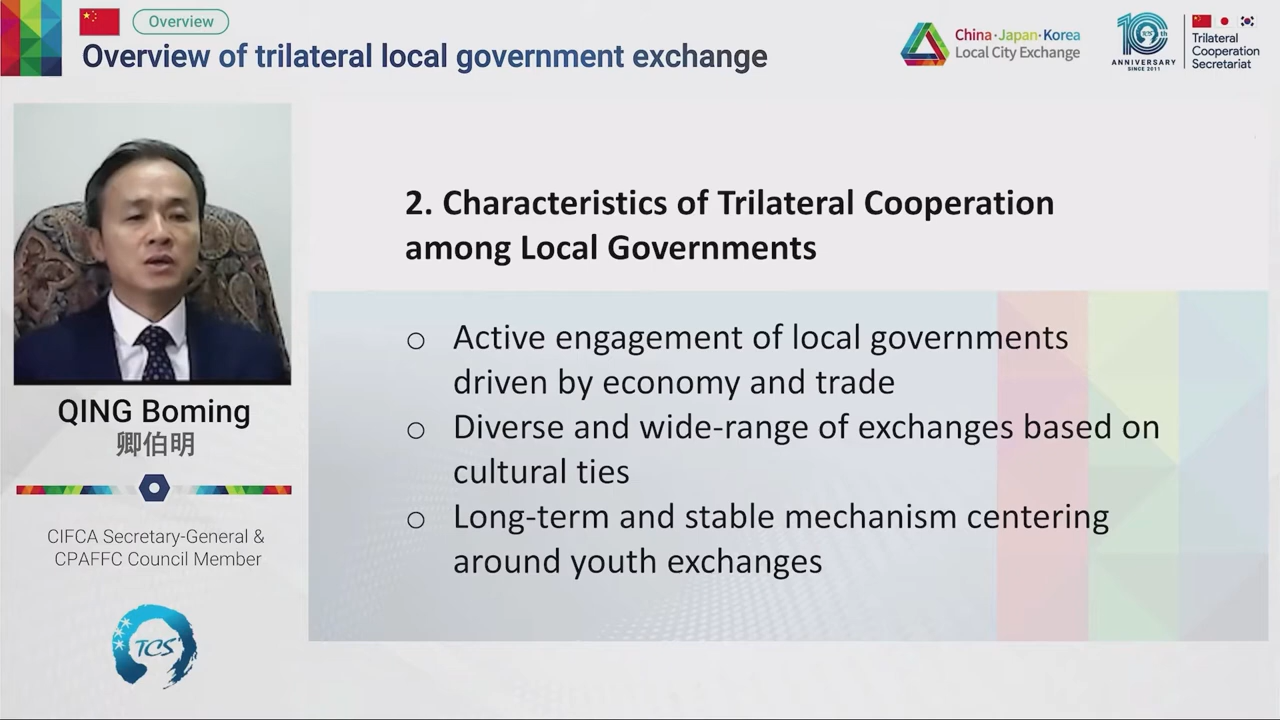 Overview
Overview of trilateral local government exchange
China·Japan·Korea
Local City Exchange
10th
TCS
ANNIVERSARY
SINCE 2011
Trilateral
Cooperation
Secretariat
2. Characteristics of Trilateral Cooperation
among Local Governments
○ Active engagement of local governments
driven by economy and trade
○ Diverse and wide-range of exchanges based on
cultural ties
○ Long-term and stable mechanism centering
around youth exchanges
QING Boming
卿伯明
CIFCA Secretary-General &
CPAFFC Council Member
TCS